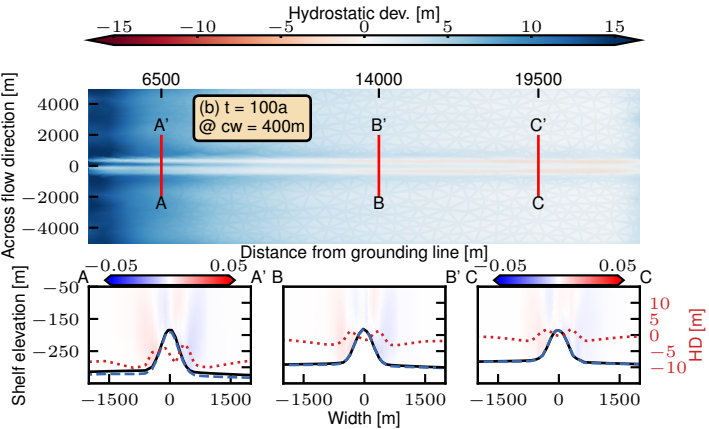 Hydrostatic dev. [m]
−15 −10 −5 0 5 10 15
6500 14000 19500
Across flow direction [m]
4000
2000
0
−2000
−4000
(b) t = 100a
@ cw = 400m
A' B' C'
A B C
Distance from grounding line [m]
−0.05 0.05 −0.05 0.05
A A' B B' C C
Shelf elevation [m]
−50
−150
−250
10
5
0
−5
−10
HD [m]
−1500 0 1500 −1500 0 1500 −1500 0 1500
Width [m]